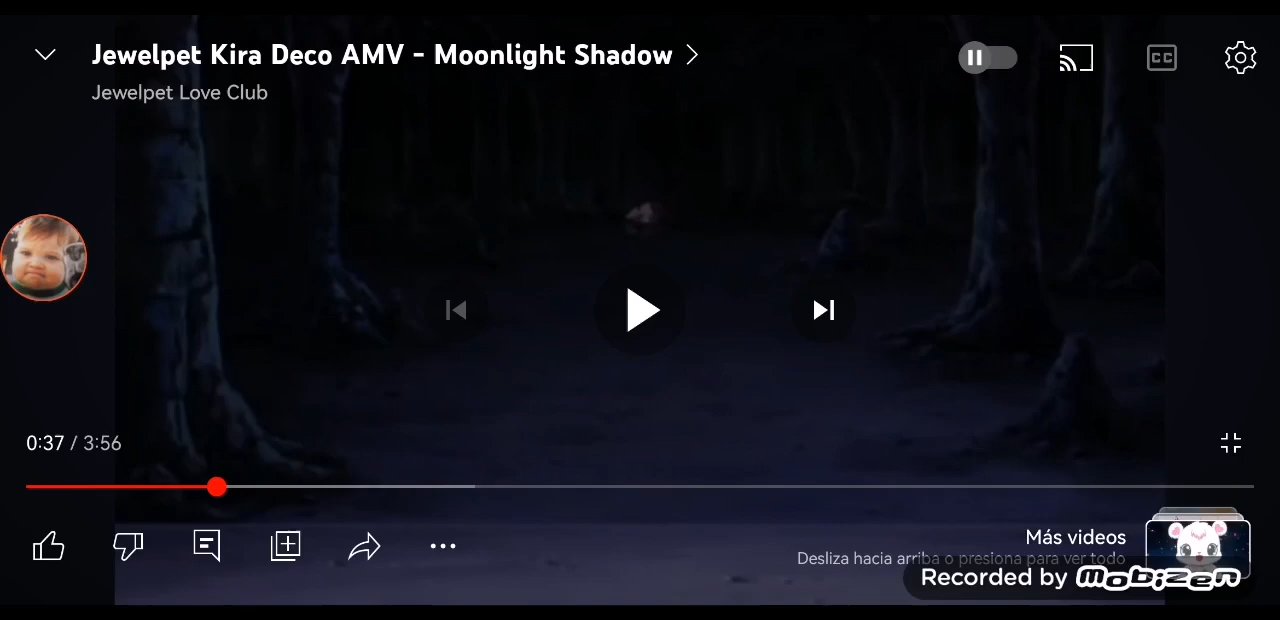 Jewelpet Kira Deco AMV - Moonlight Shadow
Jewelpet Love Club
CC
0:37 / 3:56
Más videos
Desliza hacia arriba o presiona para ver todo
Recorded by mobizen